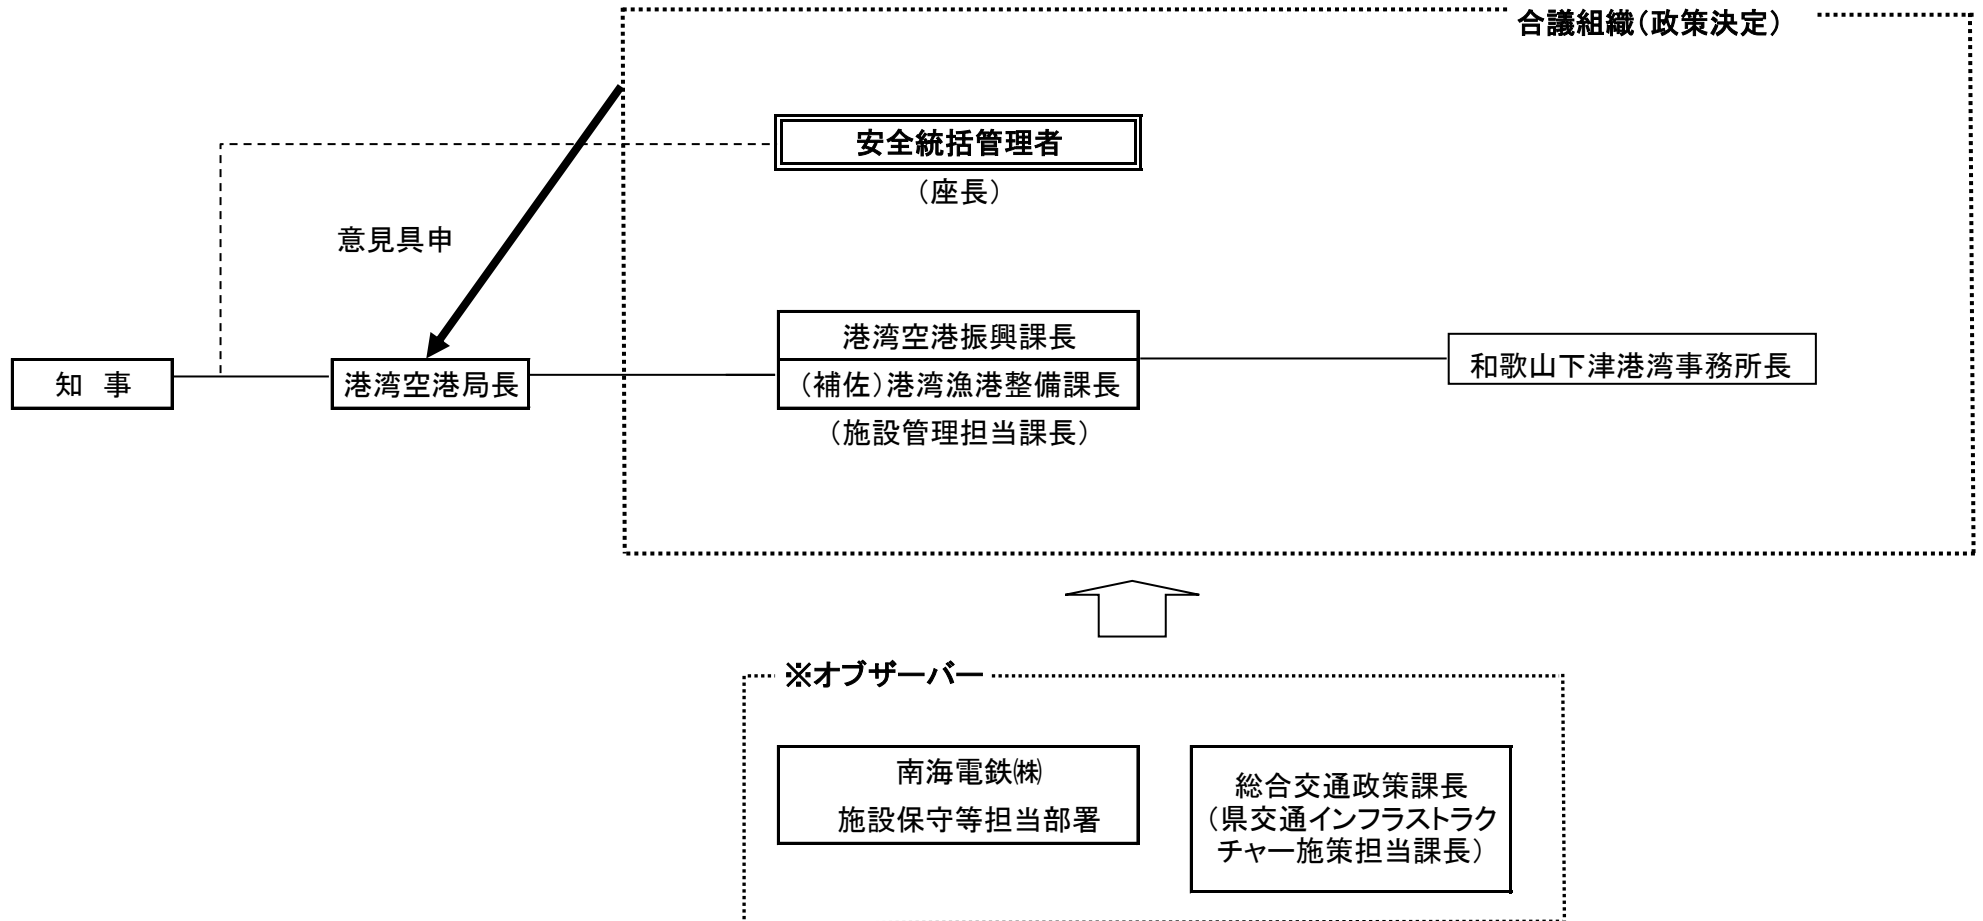 合議組織（政策決定）
安全統括管理者
（座長）
意見具申
知　事
港湾空港局長
港湾空港振興課長
（補佐）港湾漁港整備課長
（施設管理担当課長）
和歌山下津港湾事務所長
※オブザーバー
南海電鉄㈱
施設保守等担当部署
総合交通政策課長
（県交通インフラストラク
チャー施策担当課長）